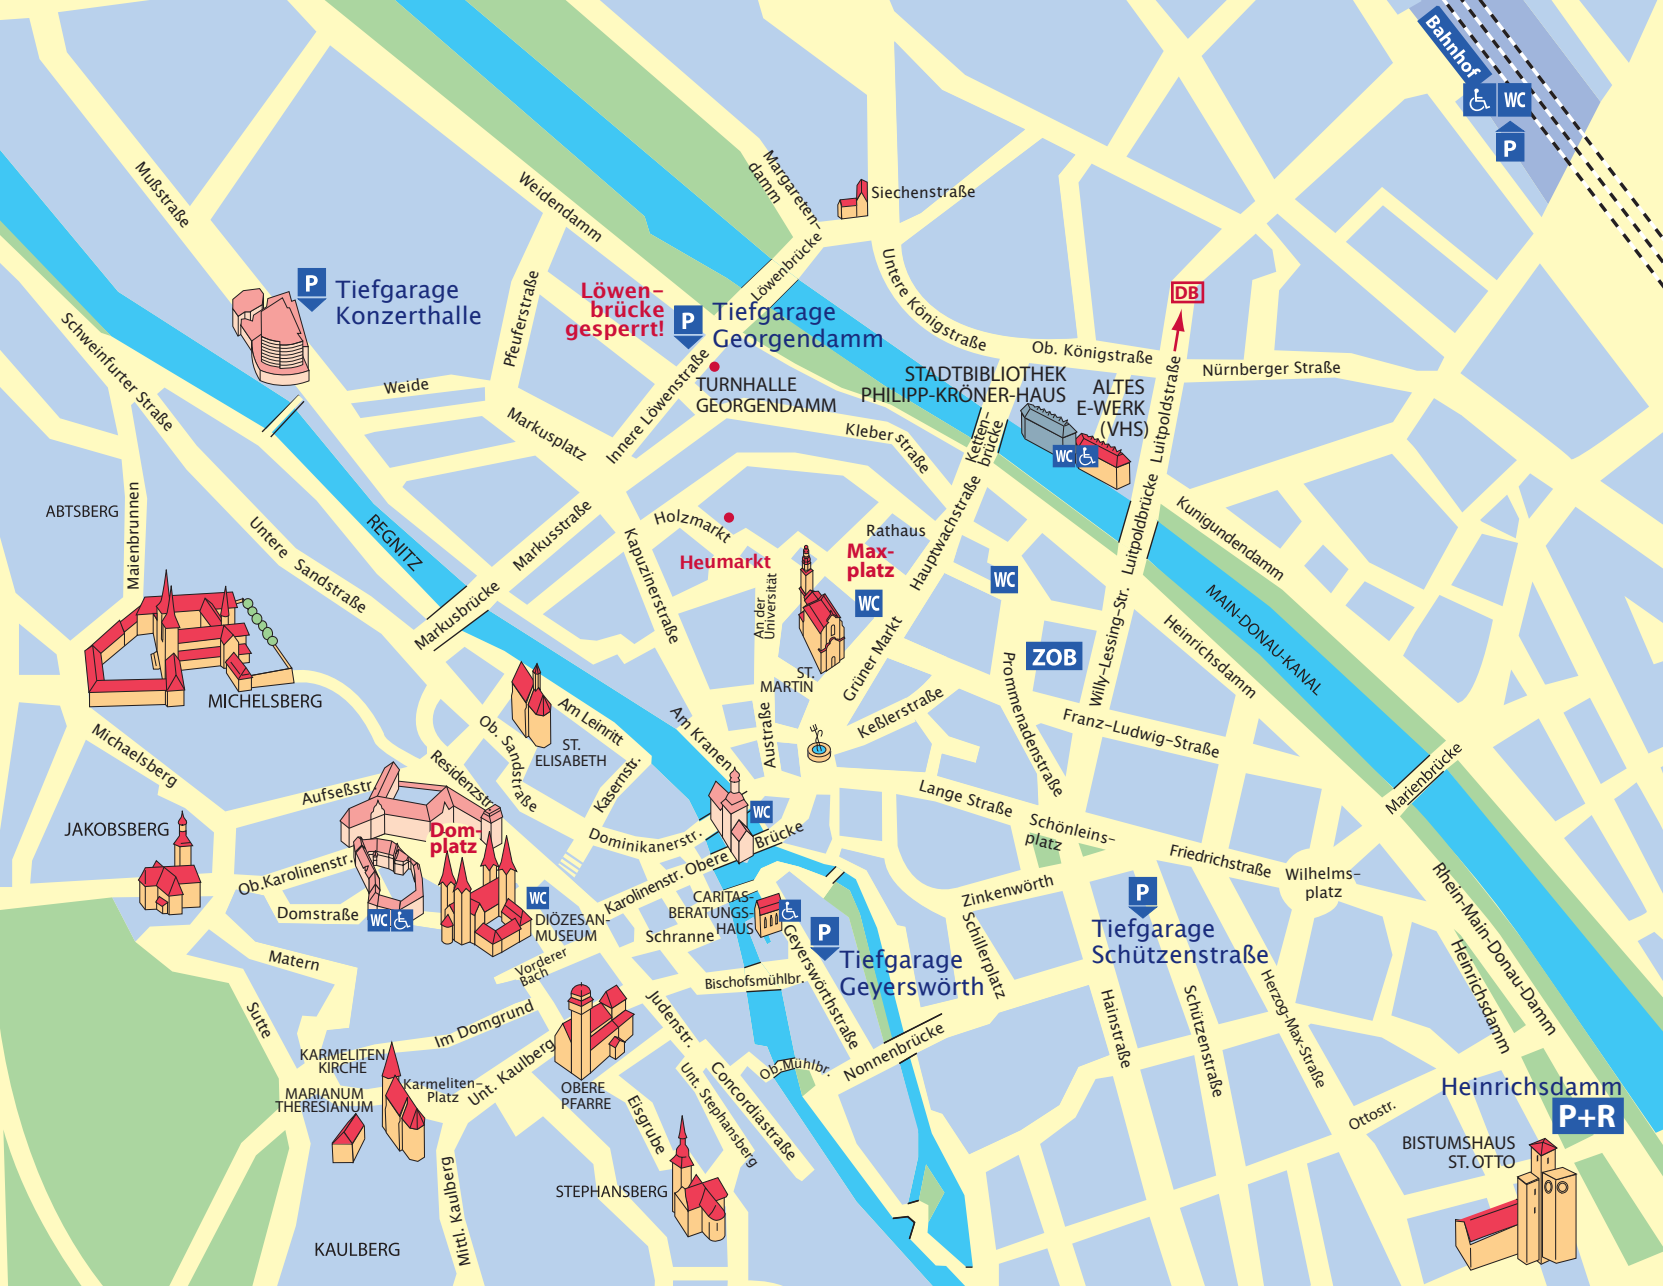 Bahnhof
WC
P
Mußstraße
Weidendamm
Margareten-
damm
Siechenstraße
Löwenbrücke
Untere Königstraße
P
Tiefgarage
Konzerthalle
Löwen-
brücke
gesperrt!
P
Tiefgarage
Georgendamm
DB
Schweinfurter Straße
Pfeuferstraße
Ob. Königstraße
Nürnberger Straße
Weide
Innere Löwenstraße
TURNHALLE
GEORGENDAMM
STADTBIBLIOTHEK
PHILIPP-KRÖNER-HAUS
ALTES
E-WERK
(VHS)
WC
Luitpoldstraße
Markusplatz
Kleberstraße
Ketten-
brücke
ABTSBERG
Maienbrunnen
Untere Sandstraße
REGNITZ
Markusstraße
Holzmarkt
Heumarkt
Rathaus
Max-
platz
WC
Hauptwachstraße
WC
Luitpoldbrücke
Kunigundendamm
Kapuzinerstraße
An der
Universität
Markusbrücke
ST.
MARTIN
Grüner Markt
ZOB
Willy-Lessing-Str.
Heinrichsdamm
MAIN-DONAU-KANAL
MICHELSBERG
Promenadenstraße
Michaelsberg
Am Leinritt
ST.
ELISABETH
Ob. Sandstraße
Am Kranen
Austraße
Keßlerstraße
Franz-Ludwig-Straße
Residenzstr.
Kasernstr.
Aufseßstr.
Lange Straße
Marienbrücke
JAKOBSBERG
Dom-
platz
Dominikanerstr.
WC
Obere Brücke
Schönleins-
platz
Friedrichstraße
Wilhelms-
platz
Ob.Karolinenstr.
Karolinenstr.
Zinkenwörth
Domstraße
WC
WC
DIÖZESAN-
MUSEUM
CARITAS-
BERATUNGS-
HAUS
Schranne
P
Tiefgarage
Geyerswörth
Geyerswörthstraße
Schillerplatz
P
Tiefgarage
Schützenstraße
Rhein-Main-Donau-Damm
Heinrichsdamm
Matern
Vorderer
Bach
Bischofsmühlbr.
Sutte
Im Domgrund
Judenstr.
Hainstraße
Schützenstraße
Herzog-Max-Straße
Nonnenbrücke
KARMELITEN
KIRCHE
MARIANUM
THERESIANUM
Karmeliten-
Platz
Unt. Kaulberg
OBERE
PFARRE
Ob.Mühlbr.
Concordiastraße
Unt. Stephansberg
Eisgrube
Ottostr.
Heinrichsdamm
P+R
BISTUMSHAUS
ST.OTTO
Mittl. Kaulberg
STEPHANSBERG
KAULBERG